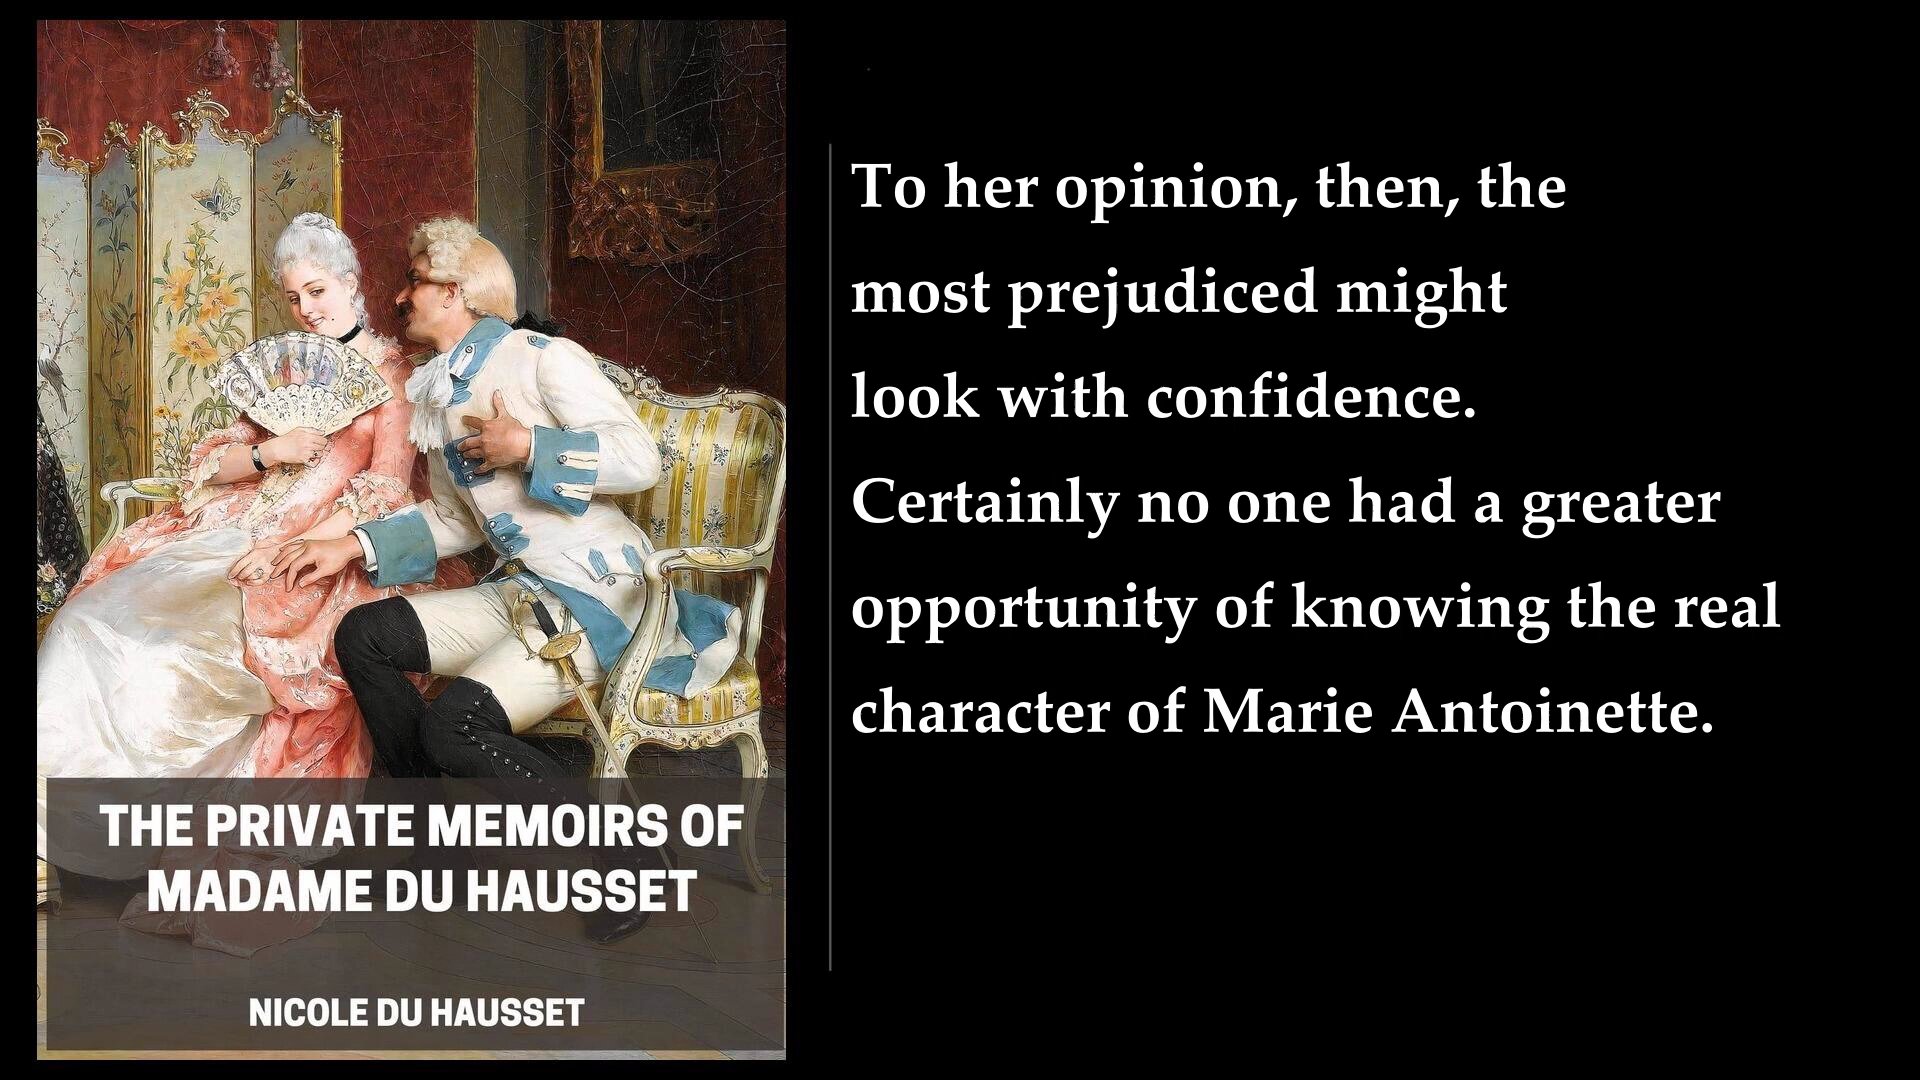 To her opinion, then, the
most prejudiced might
look with confidence.
Certainly no one had a greater
opportunity of knowing the real
character of Marie Antoinette.
THE PRIVATE MEMOIRS OF
MADAME DU HAUSSET
NICOLE DU HAUSSET